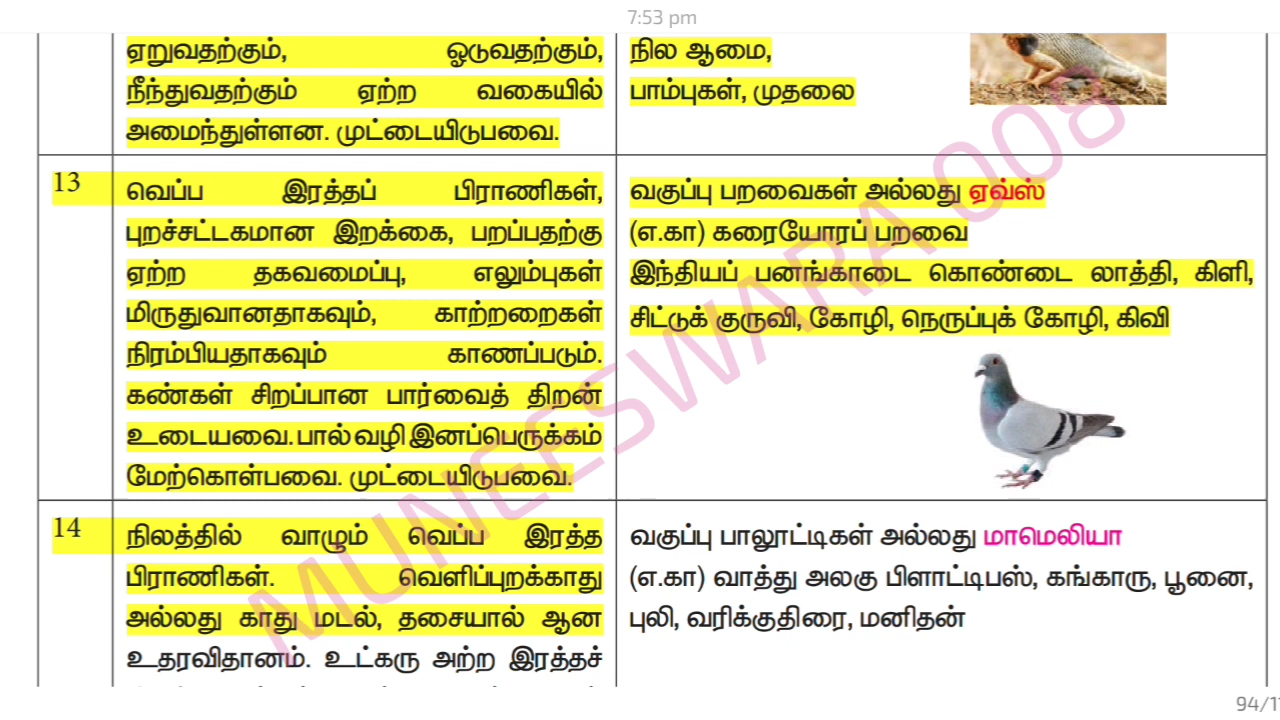 7:53 pm
ஏறுவதற்கும், ஓடுவதற்கும்,
நீந்துவதற்கும் ஏற்ற வகையில்
அமைந்துள்ளன. முட்டையிடுபவை.
நில ஆமை,
பாம்புகள், முதலை
13
வெப்ப இரத்தப் பிராணிகள்,
புறச்சட்டகமான இறக்கை, பறப்பதற்கு
ஏற்ற தகவமைப்பு, எலும்புகள்
மிருதுவானதாகவும், காற்றறைகள்
நிரம்பியதாகவும் காணப்படும்.
கண்கள் சிறப்பான பார்வைத் திறன்
உடையவை. பால் வழி இனப்பெருக்கம்
மேற்கொள்பவை. முட்டையிடுபவை.
வகுப்பு பறவைகள் அல்லது ஏவ்ஸ்
(எ.கா) கரையோரப் பறவை
இந்தியப் பனங்காடை கொண்டை லாத்தி, கிளி,
சிட்டுக் குருவி, கோழி, நெருப்புக் கோழி, கிவி
14
நிலத்தில் வாழும் வெப்ப இரத்த
பிராணிகள். வெளிப்புறக்காது
அல்லது காது மடல், தசையால் ஆன
உதரவிதானம். உட்கரு அற்ற இரத்தச்
வகுப்பு பாலூட்டிகள் அல்லது மாமெலியா
(எ.கா) வாத்து அலகு பிளாட்டிபஸ், கங்காரு, பூனை,
புலி, வரிக்குதிரை, மனிதன்
MUNEESWARA 008
94/11